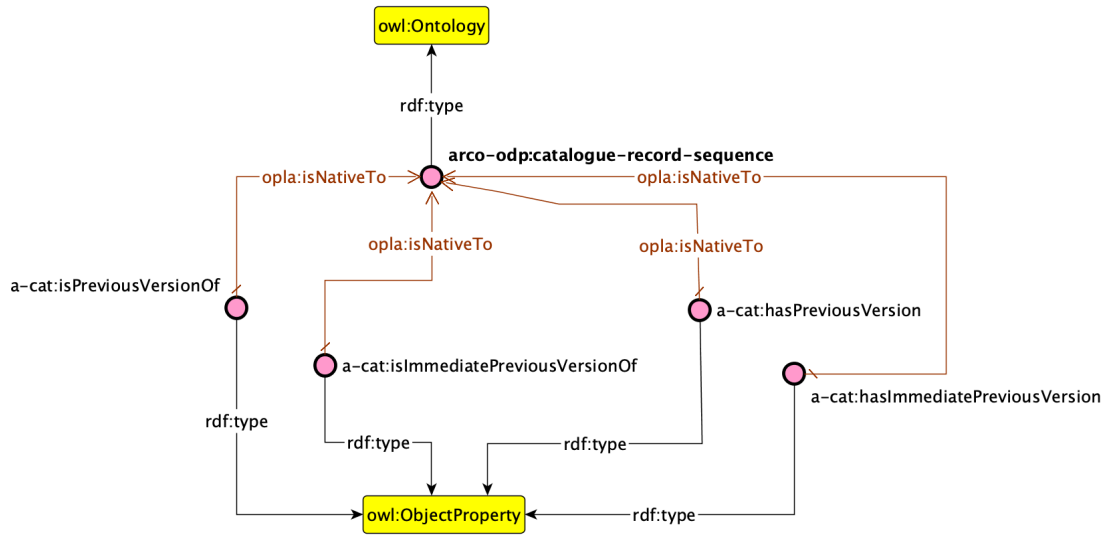 owl:Ontology
rdf:type
arco-odp:catalogue-record-sequence
opla:isNativeTo
opla:isNativeTo
opla:isNativeTo
opla:isNativeTo
a-cat:isPreviousVersionOf
a-cat:hasPreviousVersion
a-cat:isImmediatePreviousVersionOf
a-cat:hasImmediatePreviousVersion
rdf:type
rdf:type
rdf:type
owl:ObjectProperty
rdf:type